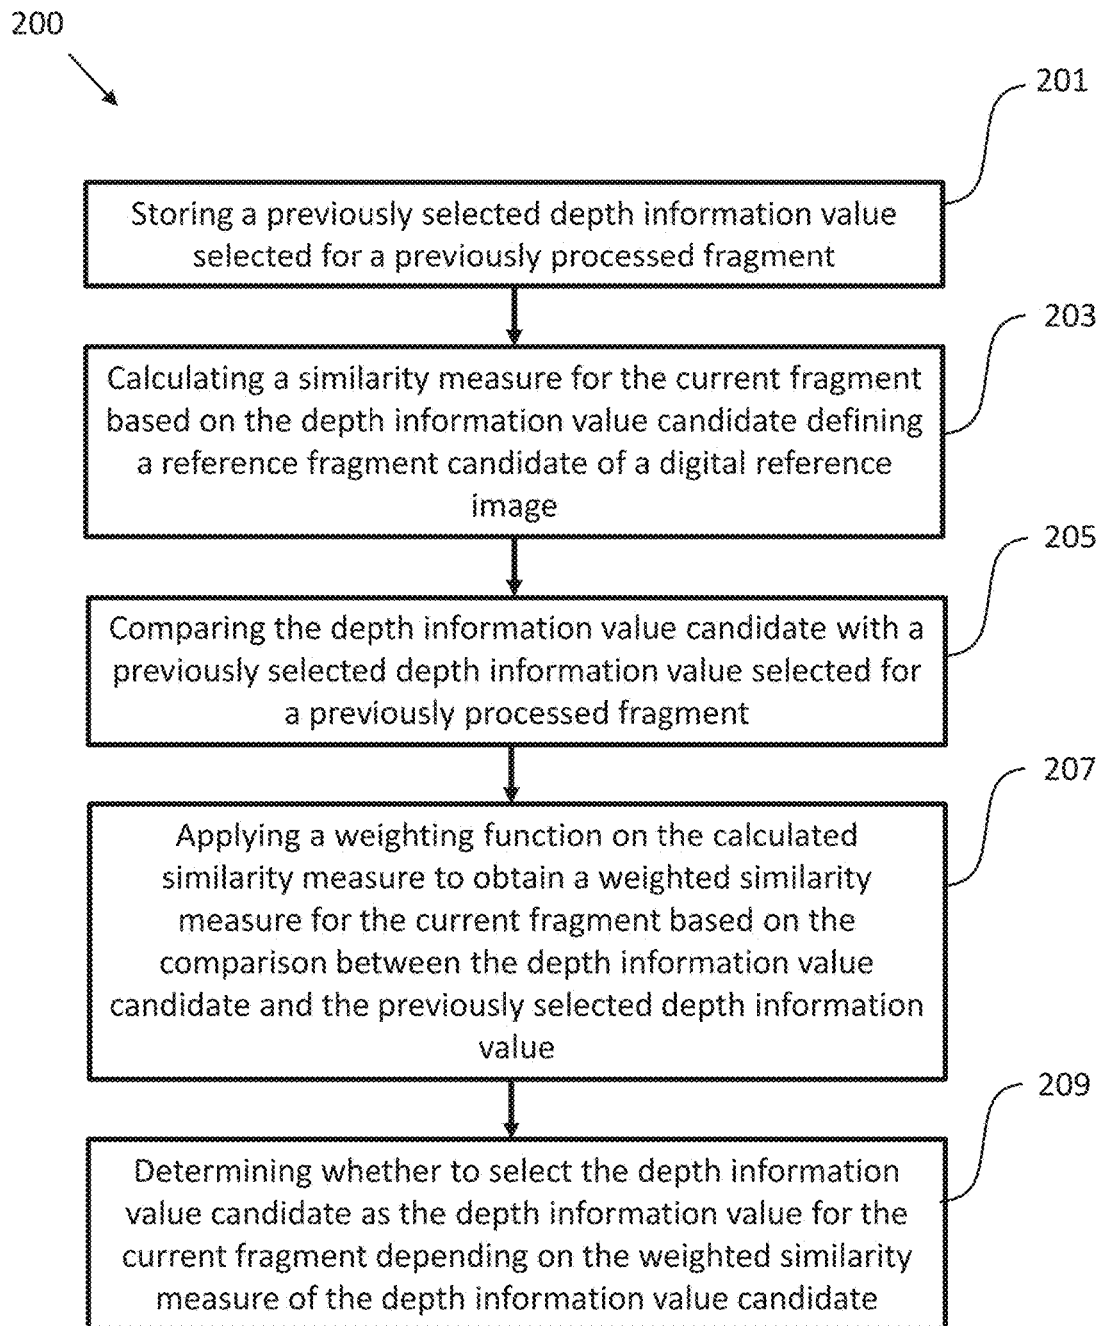 200
201
Storing a previously selected depth information value
selected for a previously processed fragment
203
Calculating a similarity measure for the current fragment
based on the depth information value candidate defining
a reference fragment candidate of a digital reference
image
205
Comparing the depth information value candidate with a
previously selected depth information value selected for
a previously processed fragment
207
Applying a weighting function on the calculated
similarity measure to obtain a weighted similarity
measure for the current fragment based on the
comparison between the depth information value
candidate and the previously selected depth information
value
209
Determining whether to select the depth information
value candidate as the depth information value for the
current fragment depending on the weighted similarity
measure of the depth information value candidate